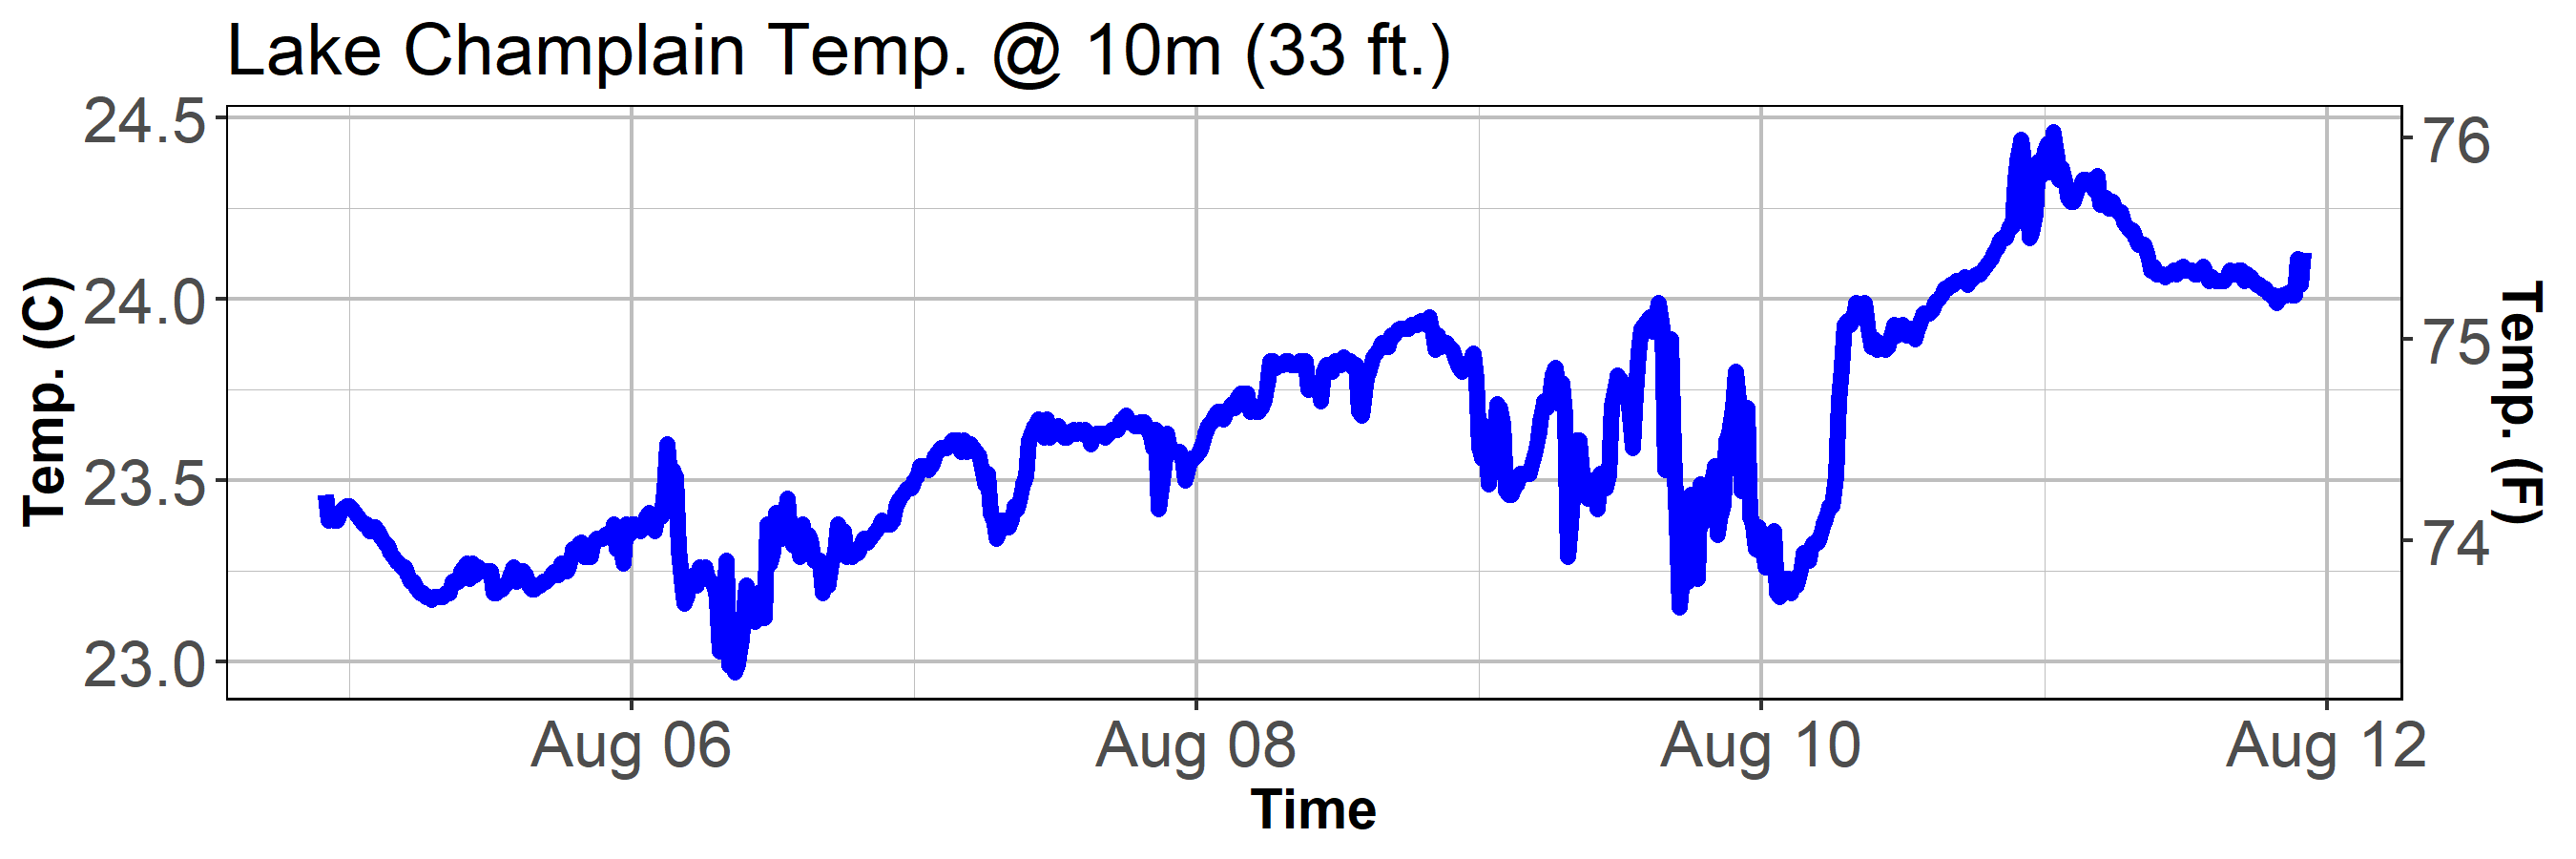 Lake Champlain Temp. @ 10m (33 ft.)
24.5
24.0
23.5
23.0
Temp. (C)
76
75
74
Temp. (F)
Aug 06
Aug 08
Aug 10
Aug 12
Time